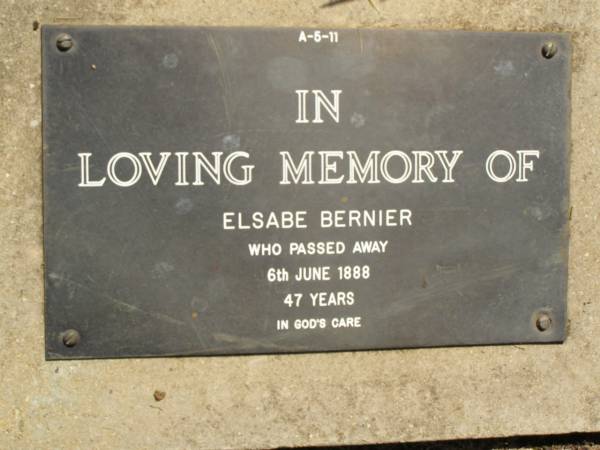 A-5-11
IN
LOVING MEMORY OF
ELSABE BERNIER
WHO PASSED AWAY
6th JUNE 1888
47 YEARS
IN GOD'S CARE